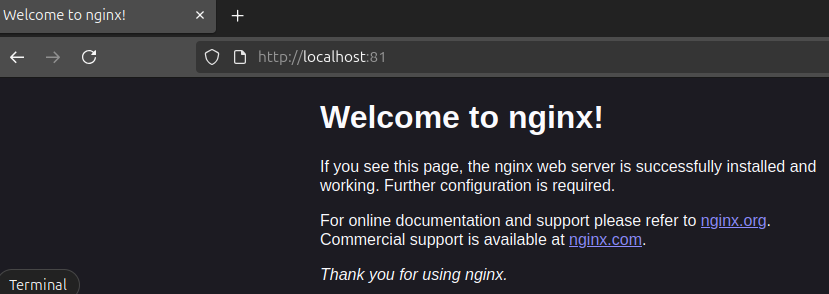 Welcome to nginx!
http://localhost:81
Welcome to nginx!
If you see this page, the nginx web server is successfully installed and
working. Further configuration is required.
For online documentation and support please refer to nginx.org.
Commercial support is available at nginx.com.
Thank you for using nginx.
Terminal